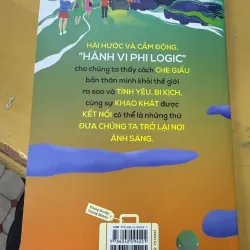 HÀI HƯỚC VÀ CẢM ĐỘNG,
"HÀNH VI PHI LOGIC"
cho chúng ta thấy cách CHE GIẤU
bản thân mình khỏi thế giới
ra sao và TÌNH YÊU, BI KỊCH,
cùng sự KHAO KHÁT được
KẾT NỐI có thể là những thứ
ĐƯA CHÚNG TA TRỞ LẠI NƠI
ÁNH SÁNG.